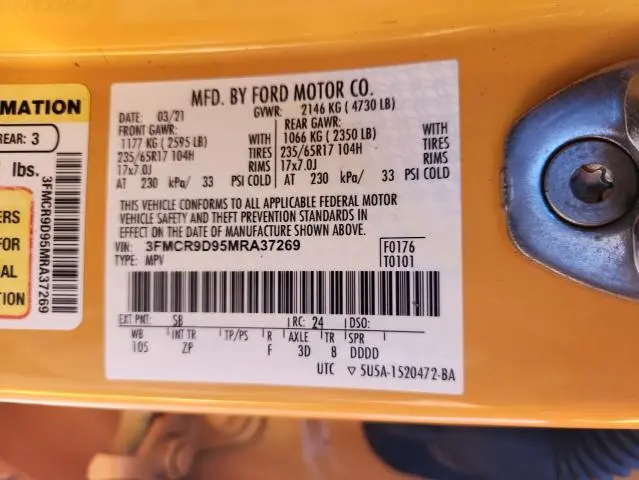 MATION
REAR: 3
lbs.
3FMCR9D95MRA37269
ERS
FOR
AL
TION
MFD. BY FORD MOTOR CO.
DATE: 03/21 GVWR: 2146 KG ( 4730 LB)
FRONT GAWR: REAR GAWR:
1177 KG ( 2595 LB) WITH 1066 KG ( 2350 LB) WITH
235/65R17 104H TIRES 235/65R17 104H TIRES
17x7.0J RIMS 17x7.0J RIMS
AT 230 kPa/ 33 PSI COLD AT 230 kPa/ 33 PSI COLD
THIS VEHICLE CONFORMS TO ALL APPLICABLE FEDERAL MOTOR
VEHICLE SAFETY AND THEFT PREVENTION STANDARDS IN
EFFECT ON THE DATE OF MANUFACTURE SHOWN ABOVE.
VIN: 3FMCR9D95MRA37269 F0176
TYPE: MPV T0101
EXT PNT: SB RC: 24 DSO:
WB INT TR TP/PS R AXLE TR SPR
105 ZP F 3D 8 DDDD
UTC ▽ 5U5A-1520472-BA